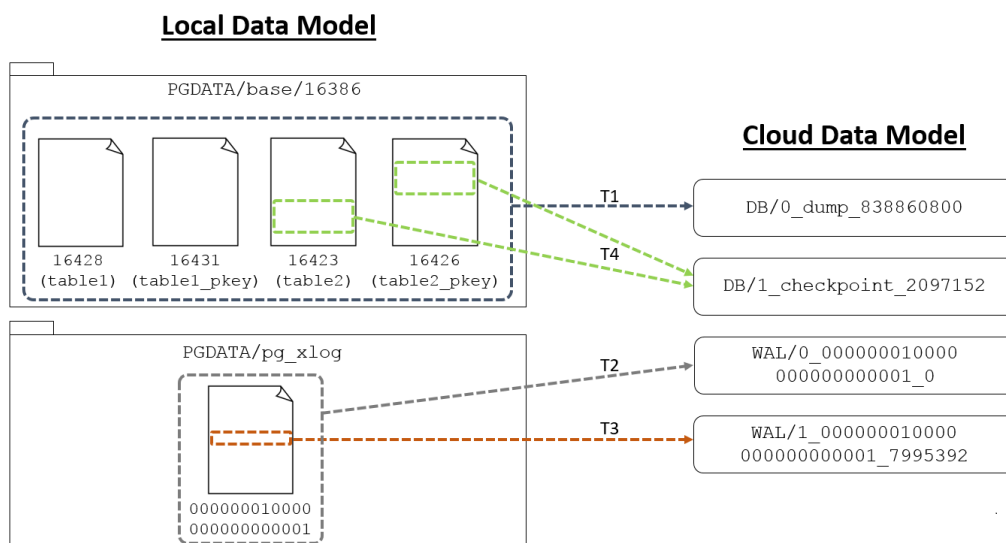 Local Data Model
PGDATA/base/16386
16428
(table1)
16431
(table1_pkey)
16423
(table2)
16426
(table2_pkey)
PGDATA/pg_xlog
000000010000
000000000001
T1
T4
T2
T3
Cloud Data Model
DB/0_dump_838860800
DB/1_checkpoint_2097152
WAL/0_000000010000
000000000001_0
WAL/1_000000010000
000000000001_7995392